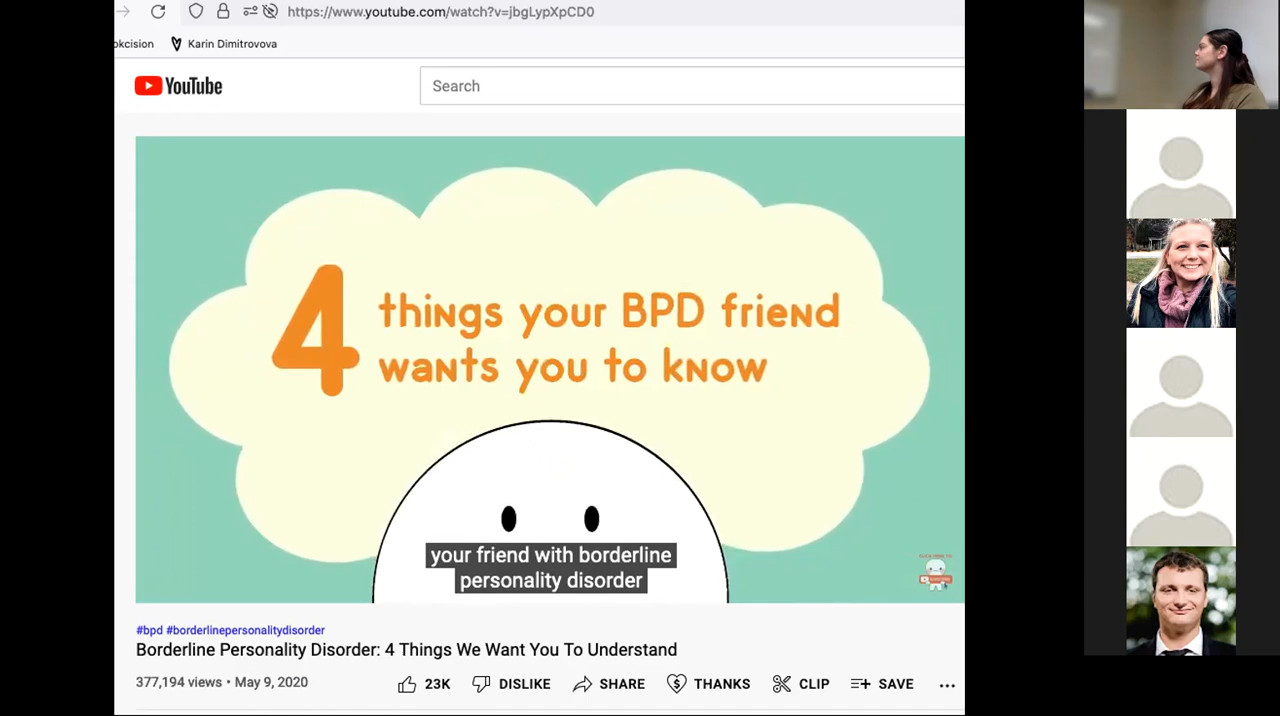 https://www.youtube.com/watch?v=jbgLypXpCD0
okcision Karin Dimitrovova
YouTube Search
4 things your BPD friend
wants you to know
your friend with borderline
personality disorder
#bpd #borderlinepersonalitydisorder
Borderline Personality Disorder: 4 Things We Want You To Understand
377,194 views • May 9, 2020 23K DISLIKE SHARE THANKS CLIP SAVE ...